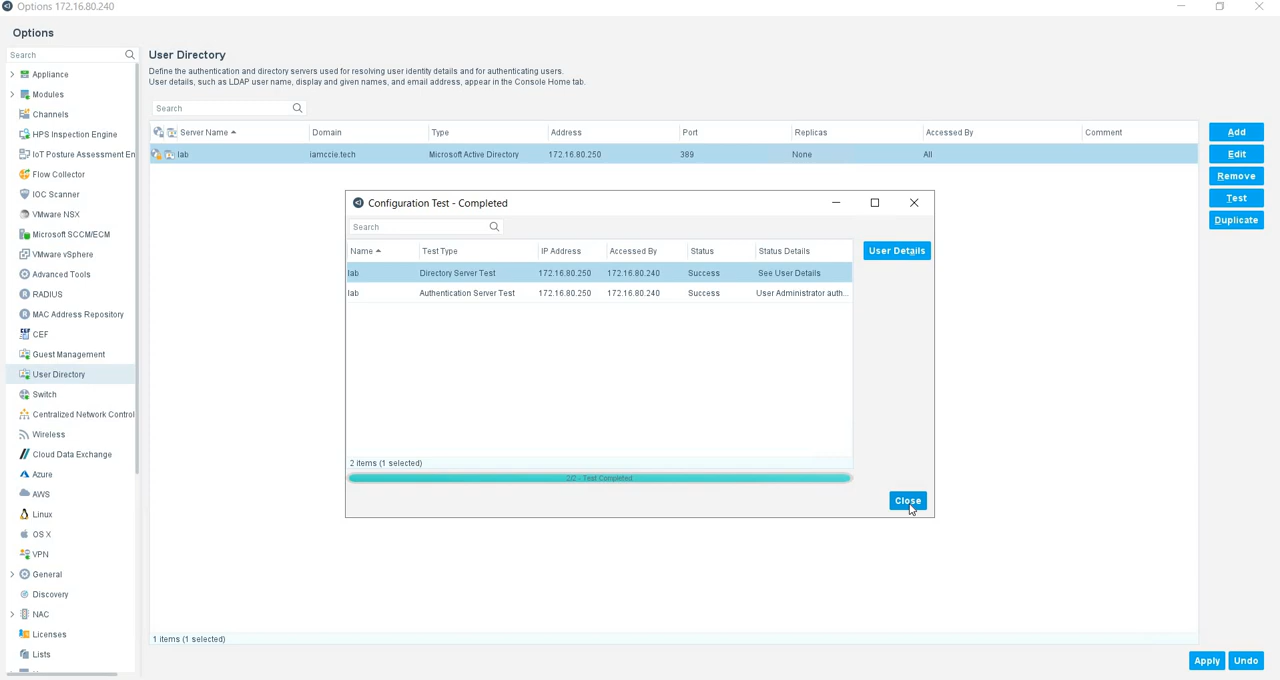 Options 172.16.80.240
Options
Search
Appliance
Modules
Channels
HPS Inspection Engine
IoT Posture Assessment En
Flow Collector
IOC Scanner
VMware NSX
Microsoft SCCM/ECM
VMware vSphere
Advanced Tools
RADIUS
MAC Address Repository
CEF
Guest Management
User Directory
Switch
Centralized Network Control
Wireless
Cloud Data Exchange
Azure
AWS
Linux
OS X
VPN
General
Discovery
NAC
Licenses
Lists
User Directory
Define the authentication and directory servers used for resolving user identity details and for authenticating users.
User details, such as LDAP user name, display and given names, and email address, appear in the Console Home tab.
Search
Server Name Domain Type Address Port Replicas Accessed By Comment
lab iamccie.tech Microsoft Active Directory 172.16.80.250 389 None All
Add
Edit
Remove
Test
Duplicate
Configuration Test - Completed
Search
Name Test Type IP Address Accessed By Status Status Details
lab Directory Server Test 172.16.80.250 172.16.80.240 Success See User Details
lab Authentication Server Test 172.16.80.250 172.16.80.240 Success User Administrator auth...
User Details
2 items (1 selected)
2/2 - Test Completed
Close
1 items (1 selected)
Apply Undo